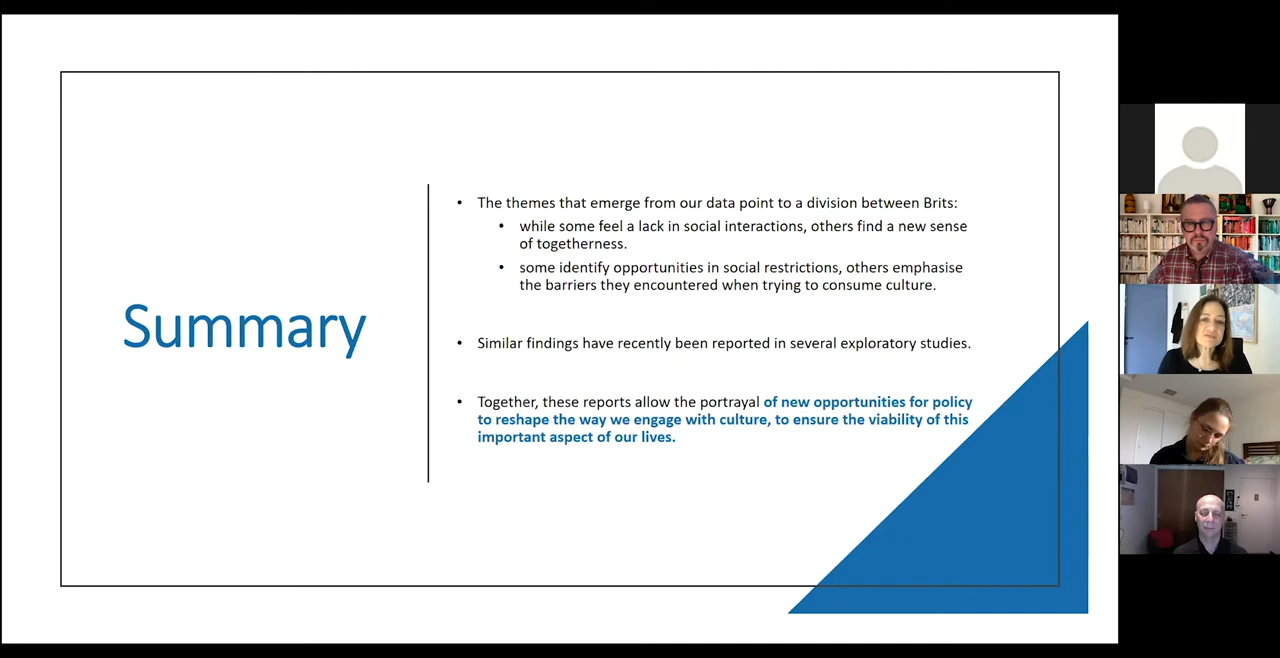 Summary
• The themes that emerge from our data point to a division between Brits:
• while some feel a lack in social interactions, others find a new sense
of togetherness.
• some identify opportunities in social restrictions, others emphasise
the barriers they encountered when trying to consume culture.
• Similar findings have recently been reported in several exploratory studies.
• Together, these reports allow the portrayal of new opportunities for policy
to reshape the way we engage with culture, to ensure the viability of this
important aspect of our lives.